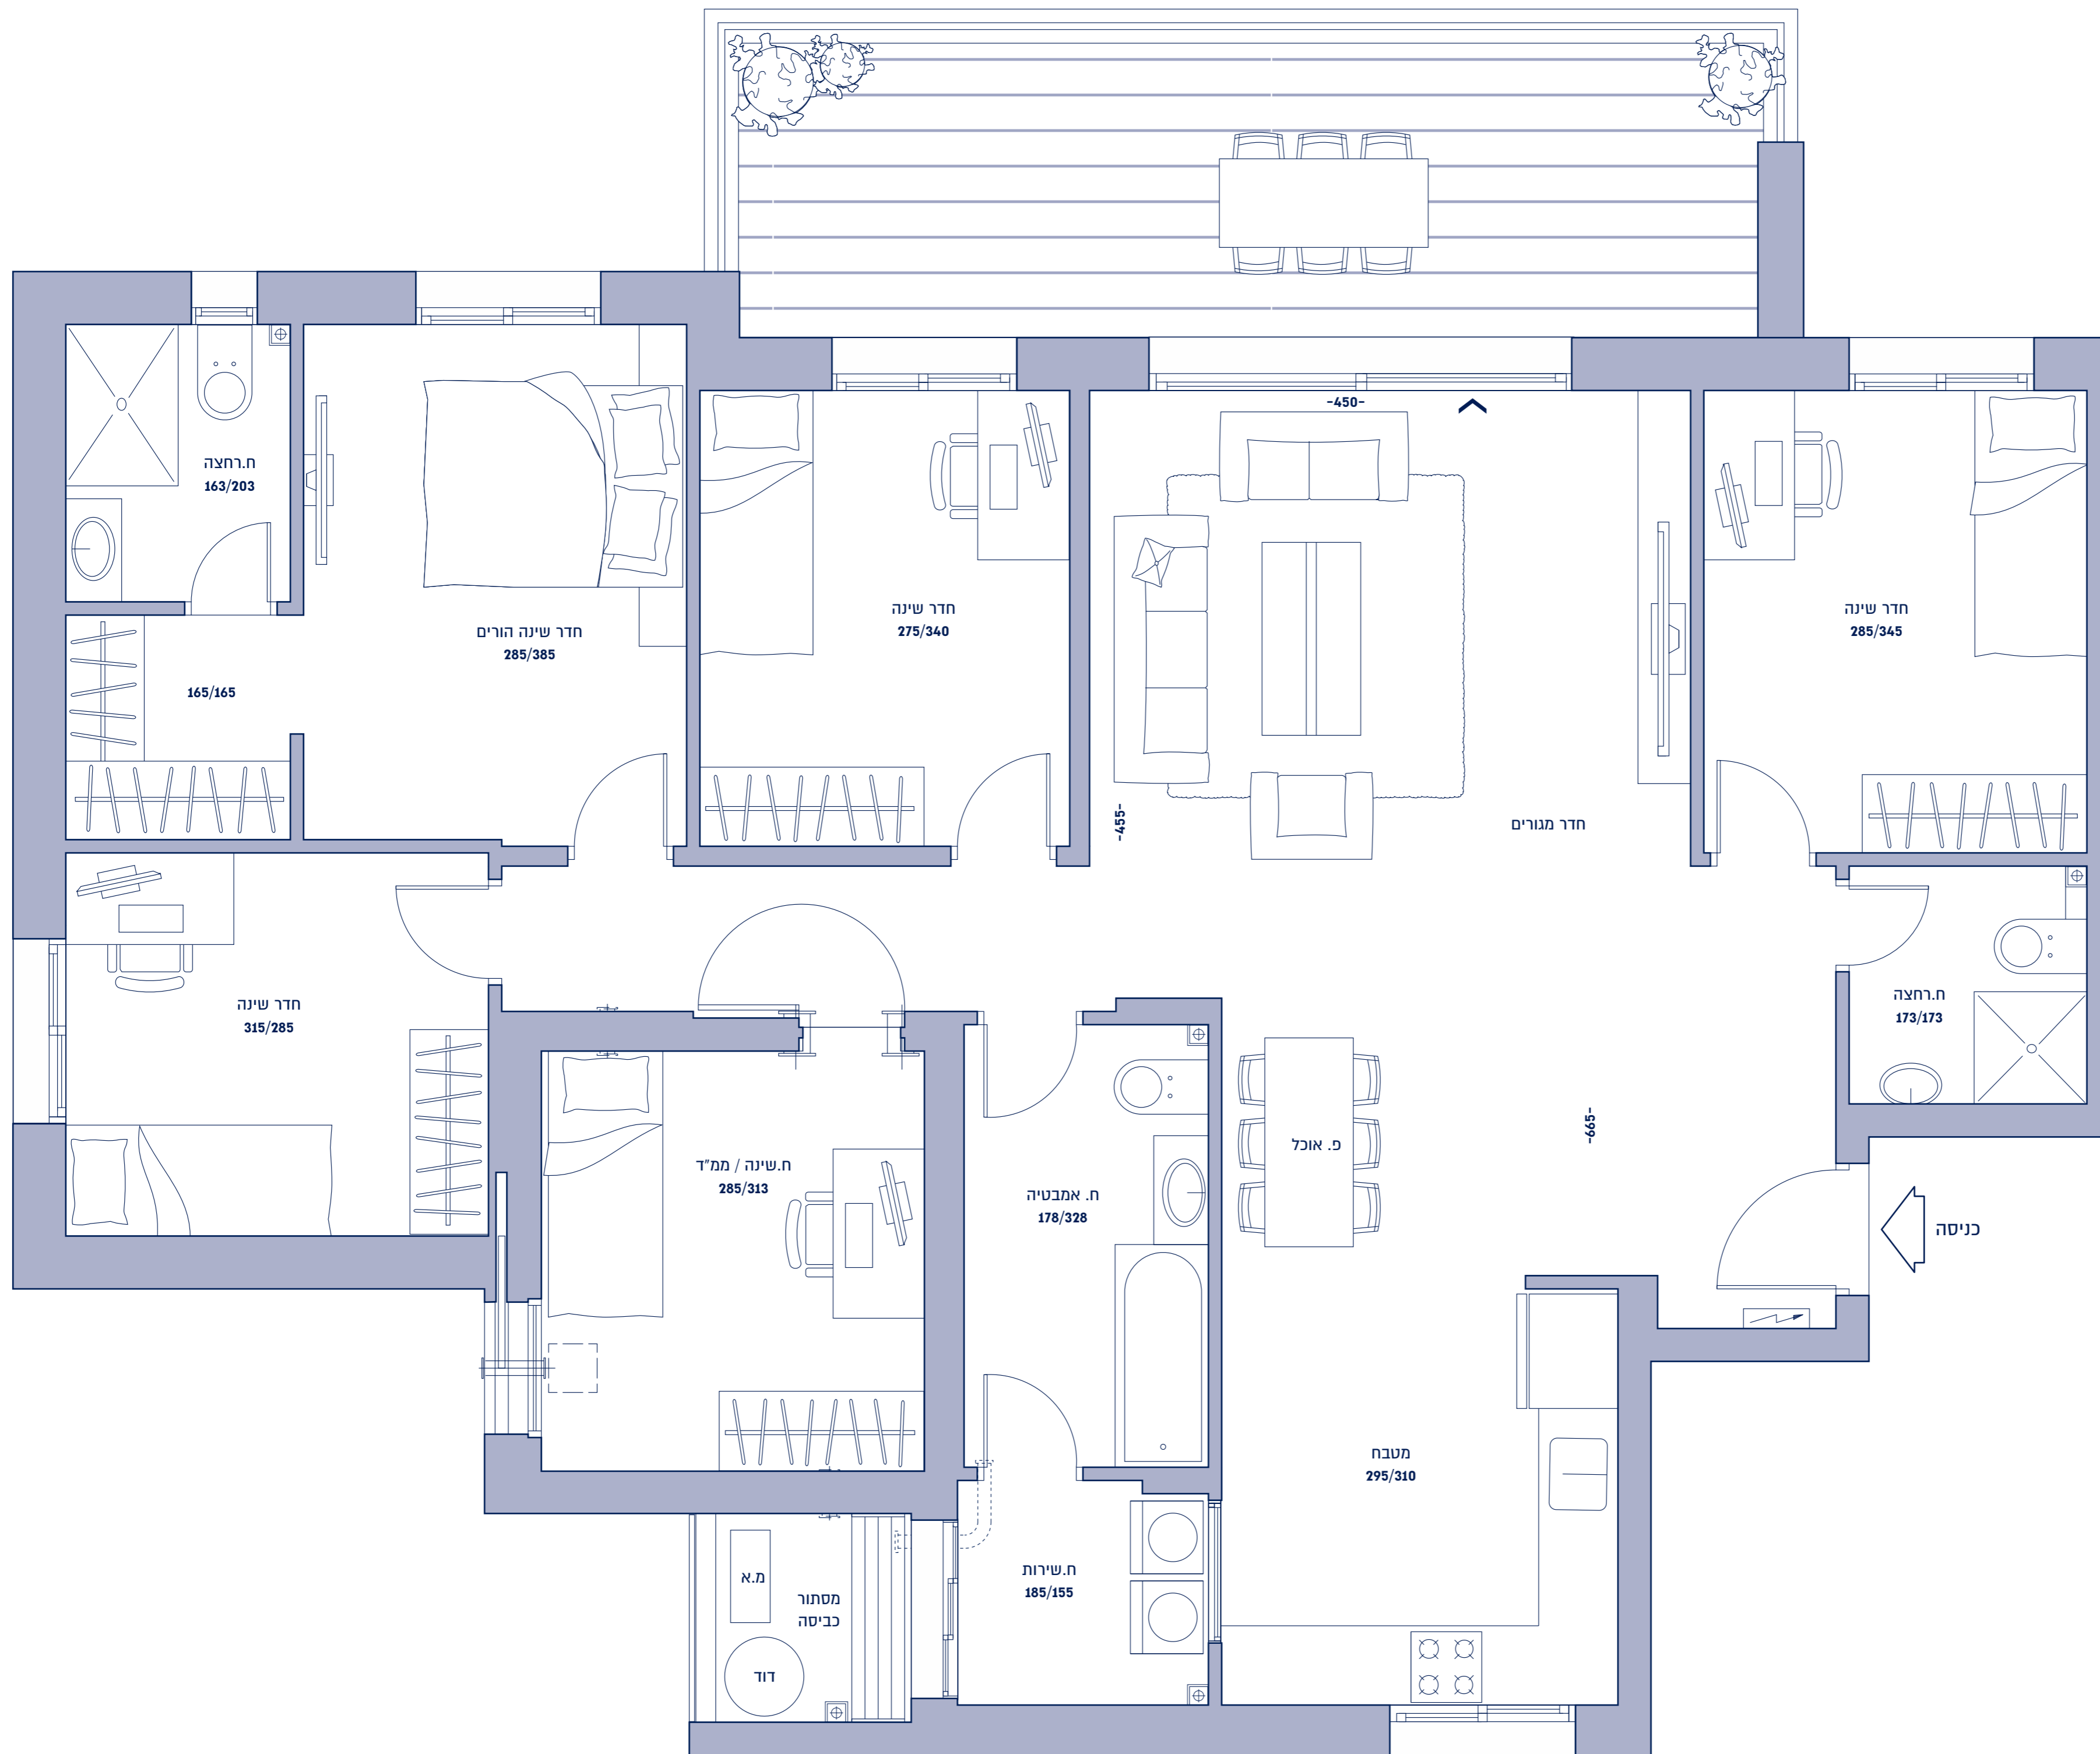 -450-
ח.רחצה
163/203
חדר שינה הורים
285/385
חדר שינה
275/340
חדר שינה
285/345
165/165
-455-
חדר מגורים
חדר שינה
315/285
ח.רחצה
173/173
ח.שינה / ממ"ד
285/313
ח. אמבטיה
178/328
פ. אוכל
-665-
כניסה
מטבח
295/310
ח.שירות
185/155
מ.א
מסתור
כביסה
דוד